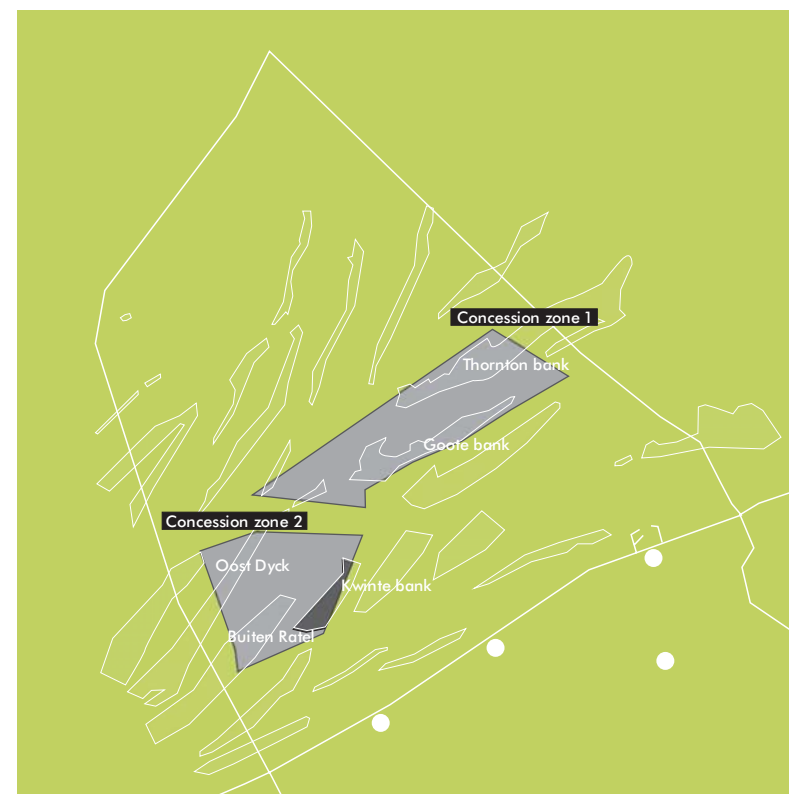 Concession zone 1
Thornton bank
Goote bank
Concession zone 2
Oost Dyck
Kwinte bank
Buiten Ratel